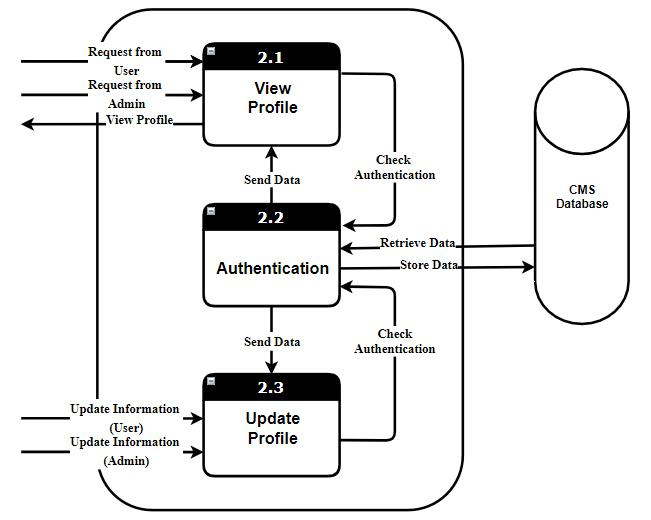 Request from
User
Request from
Admin
View Profile
2.1
View
Profile
Check
Authentication
Send Data
2.2
Authentication
Retrieve Data
Store Data
CMS
Database
Send Data
Check
Authentication
2.3
Update
Profile
Update Information
(User)
Update Information
(Admin)